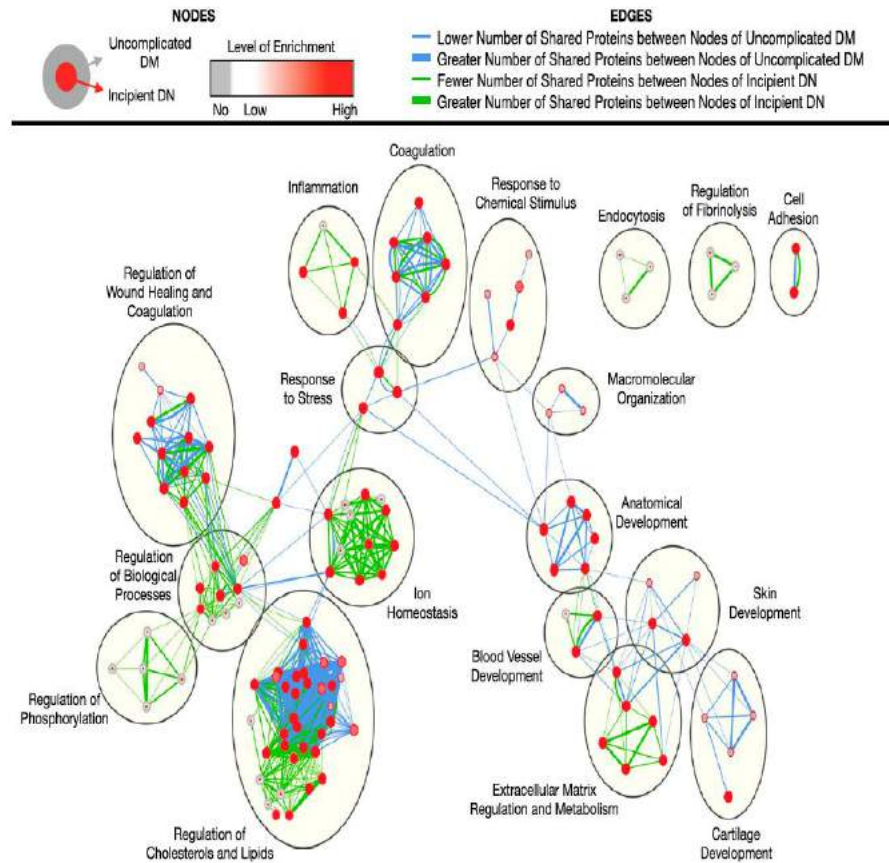 NODES
EDGES
Uncomplicated
DM
Incipient DN
Level of Enrichment
No Low High
Lower Number of Shared Proteins between Nodes of Uncomplicated DM
Greater Number of Shared Proteins between Nodes of Uncomplicated DM
Fewer Number of Shared Proteins between Nodes of Incipient DN
Greater Number of Shared Proteins between Nodes of Incipient DN
Coagulation
Inflammation
Response to
Chemical Stimulus
Endocytosis
Regulation
of Fibrinolysis
Cell
Adhesion
Regulation of
Wound Healing and
Coagulation
Response
to Stress
Macromolecular
Organization
Anatomical
Development
Regulation
of Biological
Processes
Ion
Homeostasis
Skin
Development
Blood Vessel
Development
Regulation of
Phosphorylation
Extracellular Matrix
Regulation and Metabolism
Regulation of
Cholesterols and Lipids
Cartilage
Development